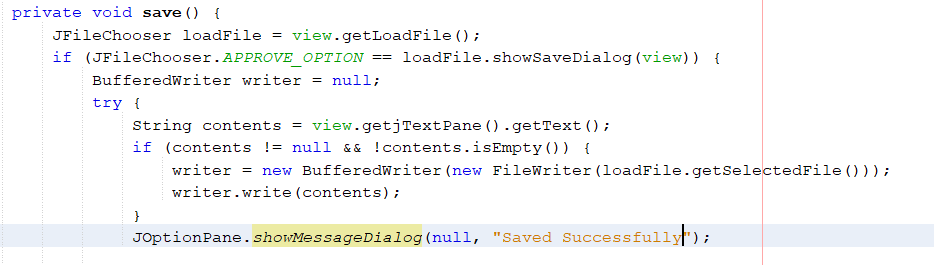 private void save() {
JFileChooser loadFile = view.getLoadFile();
if (JFileChooser.APPROVE_OPTION == loadFile.showSaveDialog(view)) {
BufferedWriter writer = null;
try {
String contents = view.getjTextPane().getText();
if (contents != null && !contents.isEmpty()) {
writer = new BufferedWriter(new FileWriter(loadFile.getSelectedFile()));
writer.write(contents);
}
JOptionPane.showMessageDialog(null, "Saved Successfully");